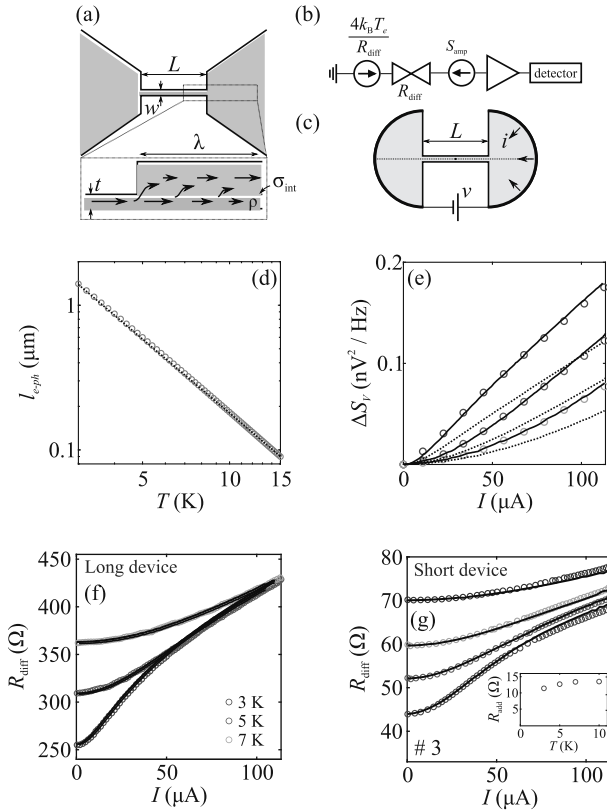 (a)
L
w
λ
t
σint
ρ
(b)
4kBTe
Rdiff
Samp
Rdiff
detector
(c)
L
i
v
(d)
1
0.1
le-ph (μm)
5
10
15
T (K)
(e)
0.2
0.1
ΔSV (nV² / Hz)
0
50
100
I (μA)
Long device
(f)
450
400
350
300
250
Rdiff (Ω)
3 K
5 K
7 K
0
50
100
I (μA)
Short device
(g)
80
70
60
50
40
Rdiff (Ω)
# 3
15
10
5
Radd (Ω)
0
5
10
T (K)
0
50
100
I (μA)